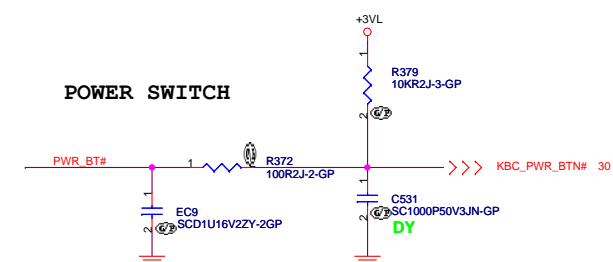 +3VL
1
R379
10KR2J-3-GP
2 G/P
POWER SWITCH
PWR_BT#
1
R372
100R2J-2-GP
KBC_PWR_BTN# 30
1
EC9
SCD1U16V2ZY-2GP
2 G/P
1
C531
SC1000P50V3JN-GP
2 G/P
DY